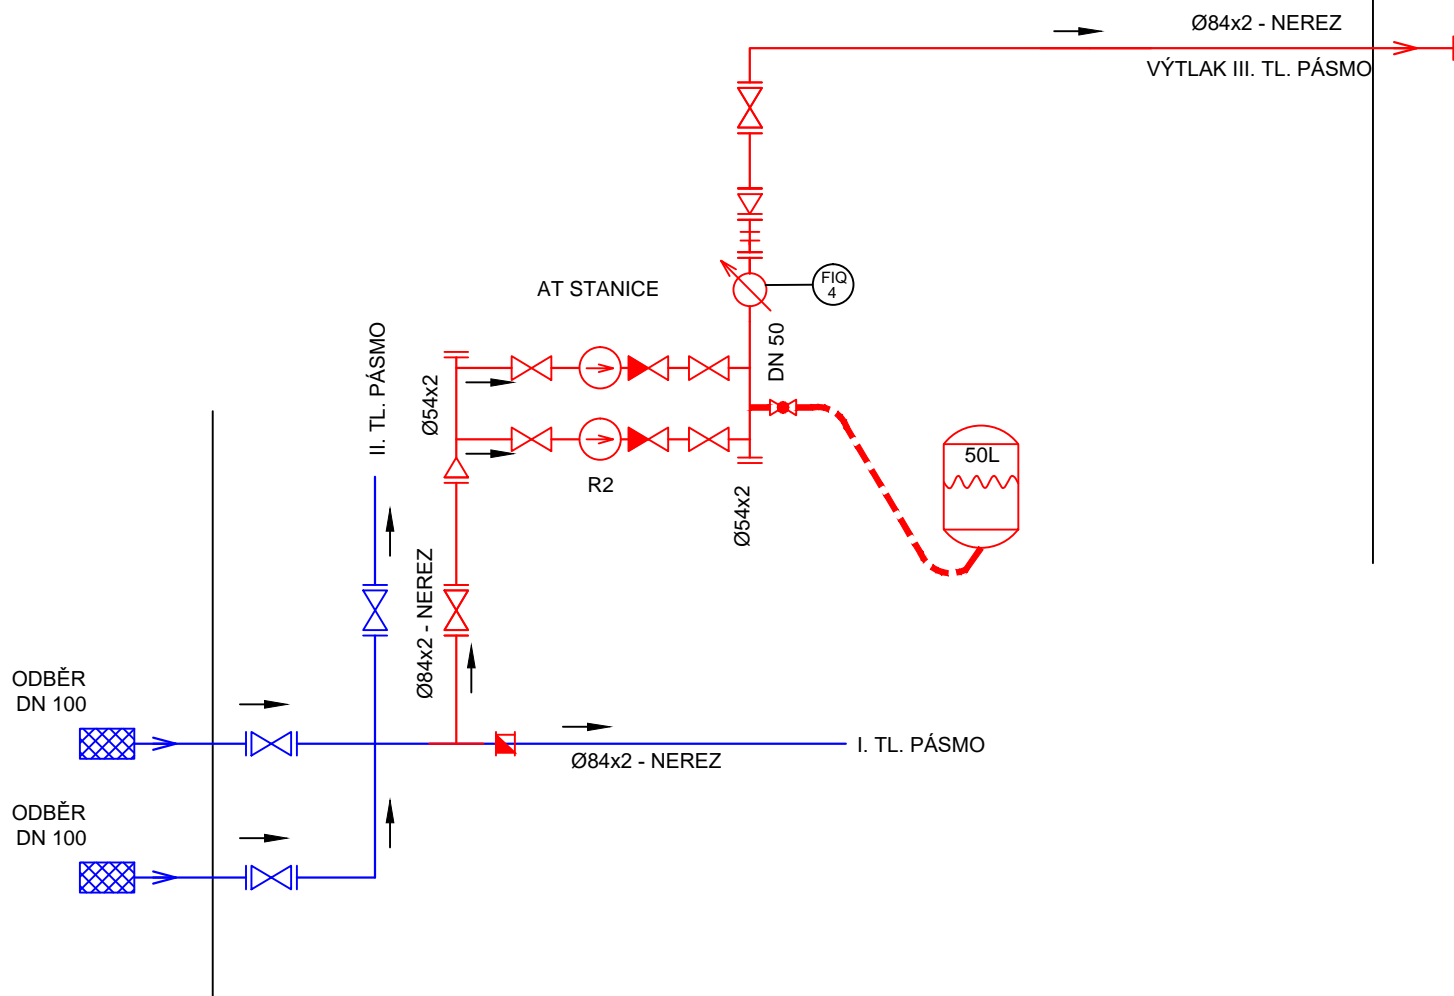 Ø84x2 - NEREZ
VÝTLAK III. TL. PÁSMO
AT STANICE
FIQ
4
DN 50
II. TL. PÁSMO
Ø54x2
50L
R2
Ø54x2
Ø84x2 - NEREZ
ODBĚR
DN 100
I. TL. PÁSMO
Ø84x2 - NEREZ
ODBĚR
DN 100